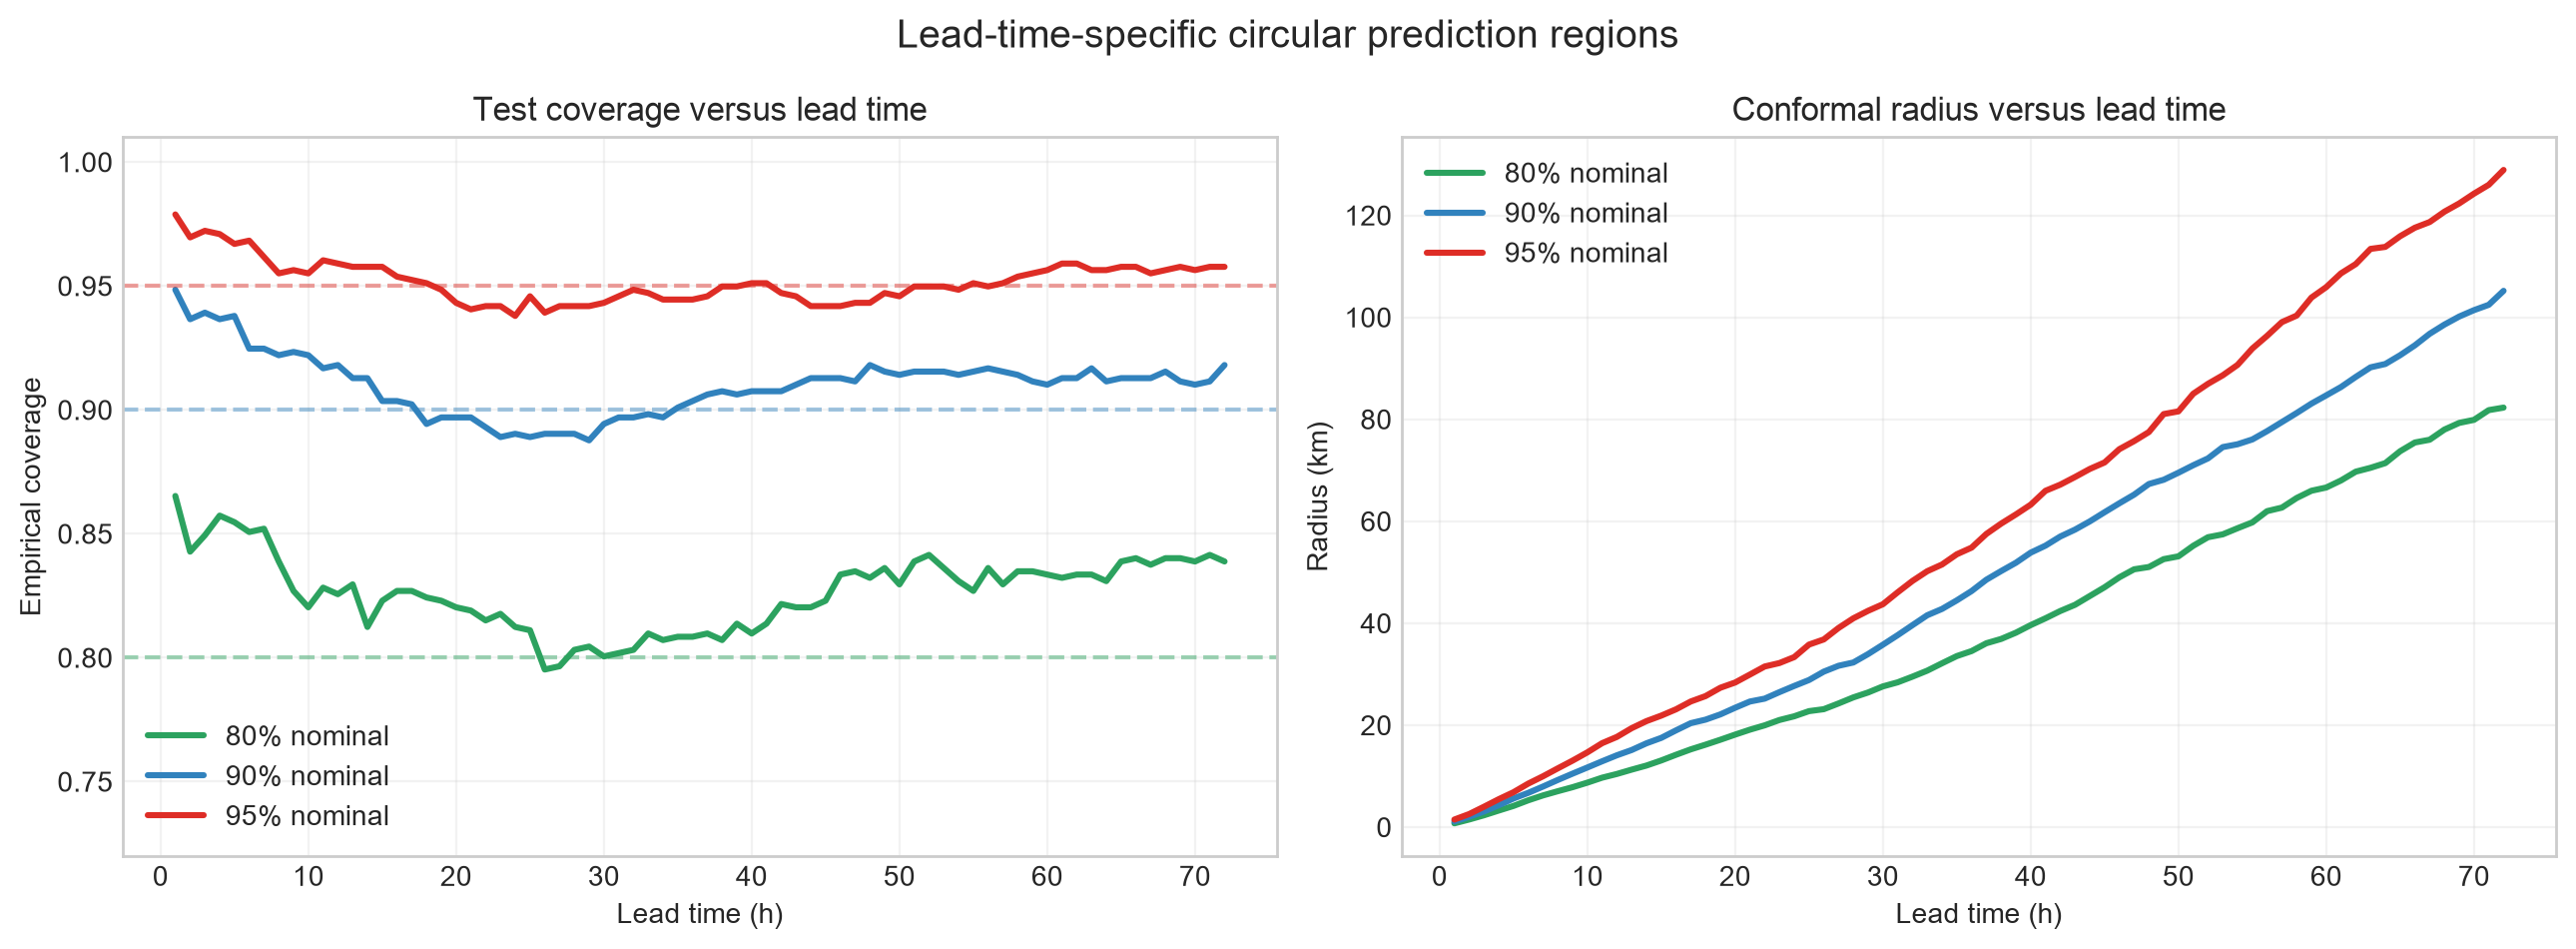 Lead-time-specific circular prediction regions
Test coverage versus lead time
Empirical coverage
1.00
0.95
0.90
0.85
0.80
0.75
80% nominal
90% nominal
95% nominal
0 10 20 30 40 50 60 70
Lead time (h)
Conformal radius versus lead time
Radius (km)
120
100
80
60
40
20
0
80% nominal
90% nominal
95% nominal
0 10 20 30 40 50 60 70
Lead time (h)